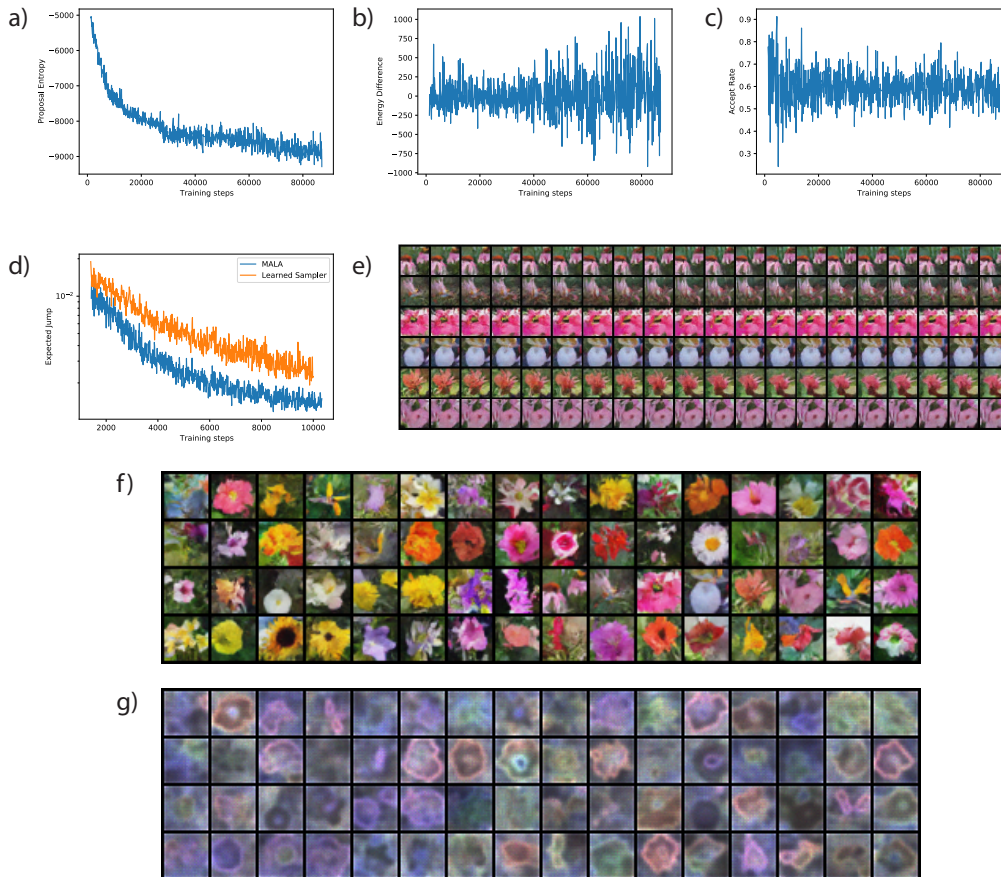 a)
−5000
−6000
−7000
−8000
−9000
Proposal Entropy
0
20000
40000
60000
80000
Training steps
b)
1000
750
500
250
0
−250
−500
−750
−1000
Energy Difference
0
20000
40000
60000
80000
Training steps
c)
0.9
0.8
0.7
0.6
0.5
0.4
0.3
Accept Rate
0
20000
40000
60000
80000
Training steps
d)
10⁻²
Expected Jump
MALA
Learned Sampler
2000
4000
6000
8000
10000
Training steps
e)
f)
g)